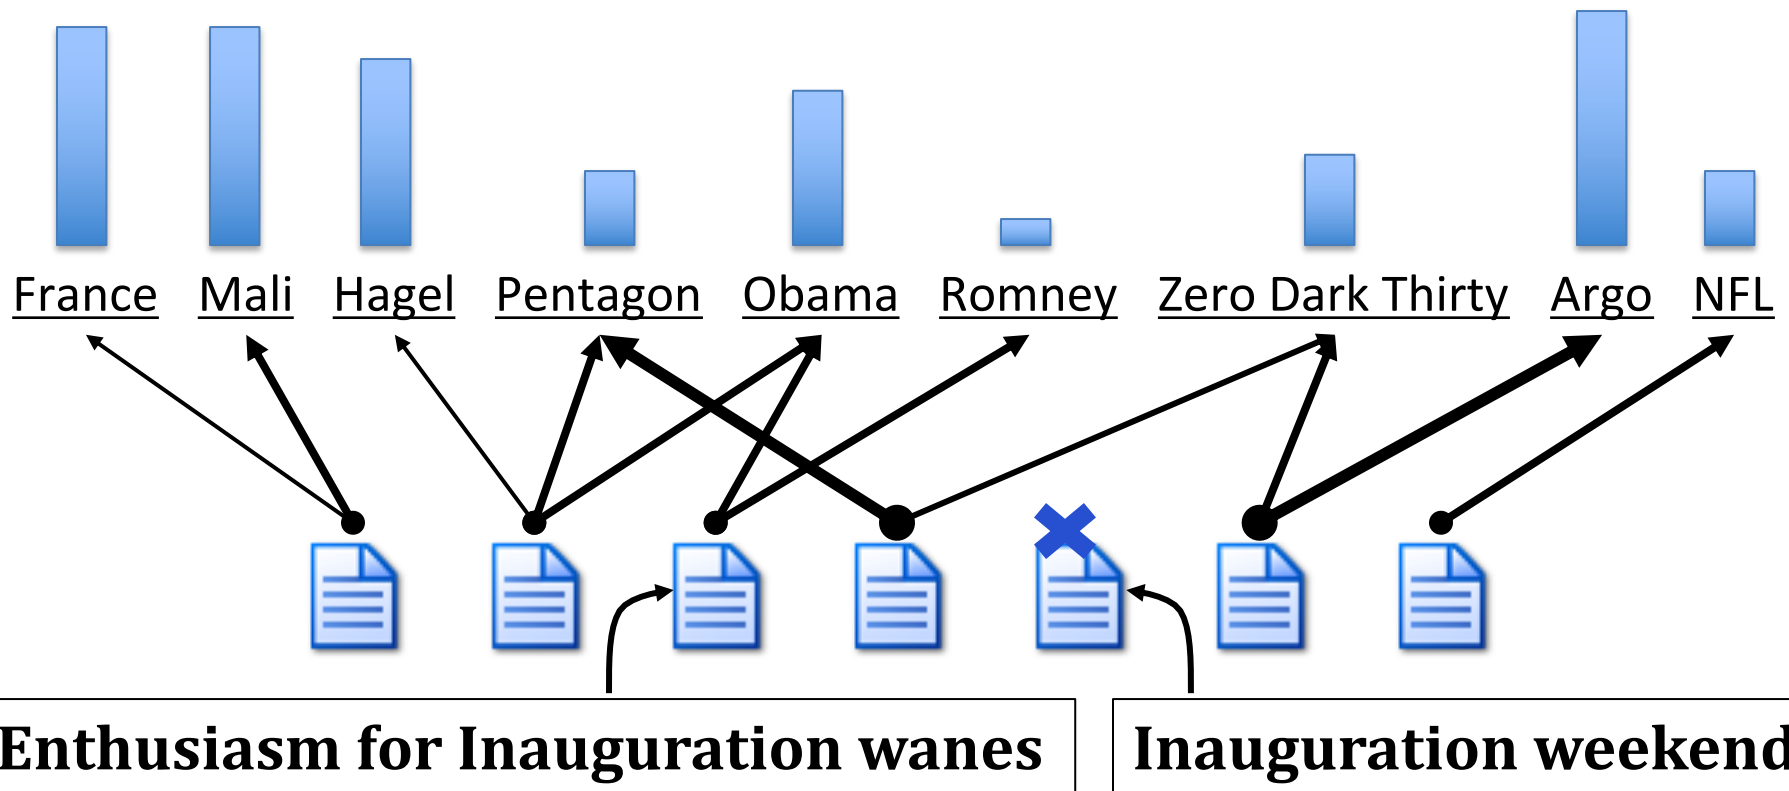 France Mali Hagel Pentagon Obama Romney Zero Dark Thirty Argo NFL
Enthusiasm for Inauguration wanes
Inauguration weekend